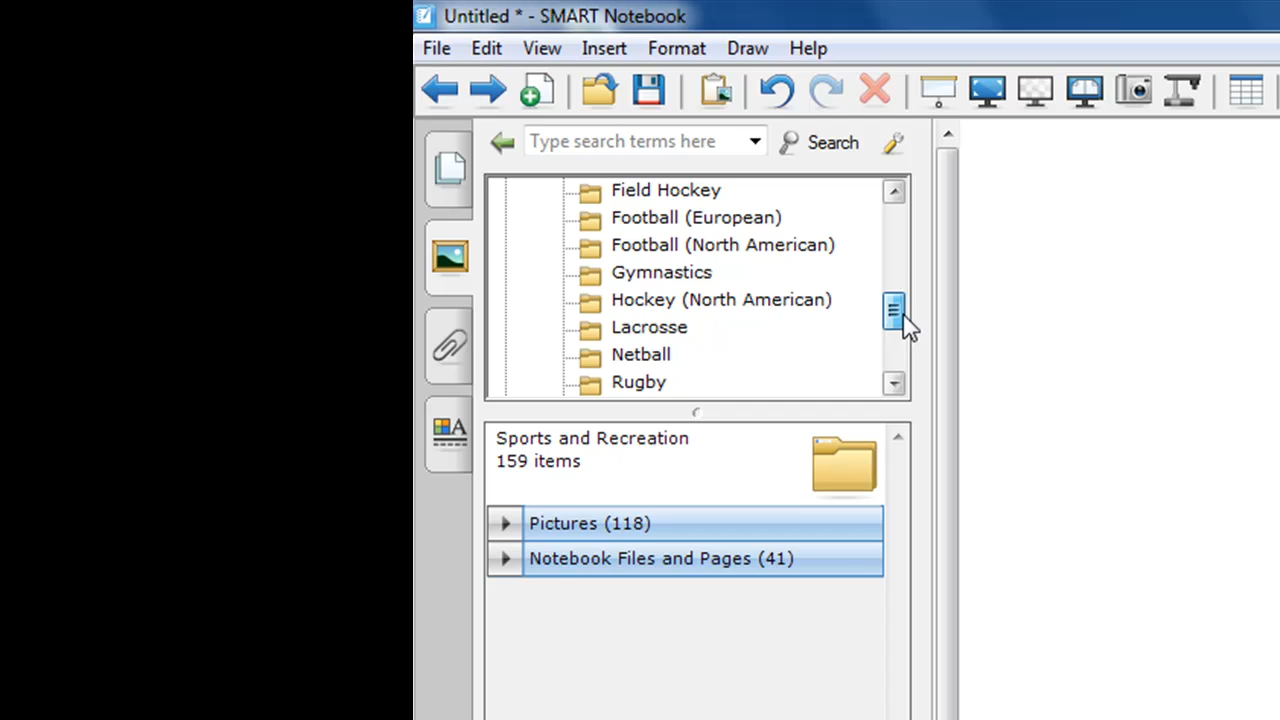 Untitled * - SMART Notebook
File Edit View Insert Format Draw Help
Type search terms here Search
Field Hockey
Football (European)
Football (North American)
Gymnastics
Hockey (North American)
Lacrosse
Netball
Rugby
Sports and Recreation
159 items
Pictures (118)
Notebook Files and Pages (41)